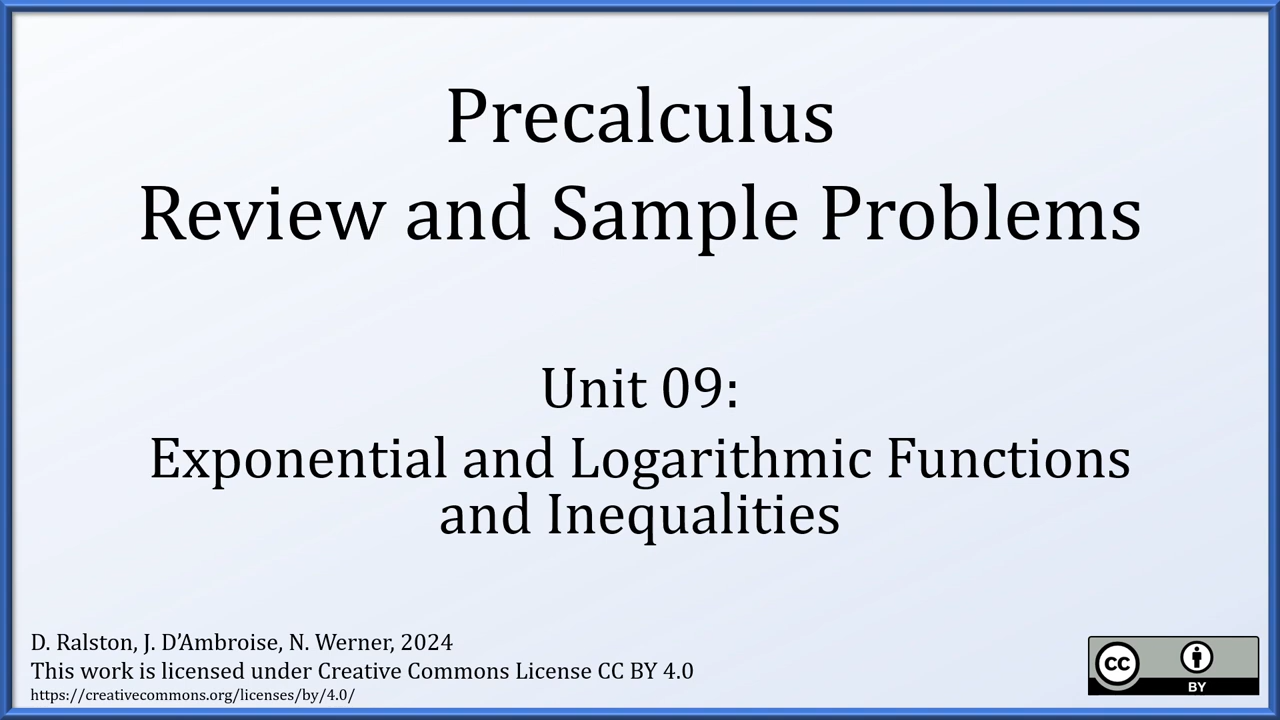 Precalculus
Review and Sample Problems
Unit 09:
Exponential and Logarithmic Functions
and Inequalities
D. Ralston, J. D’Ambroise, N. Werner, 2024
This work is licensed under Creative Commons License CC BY 4.0
https://creativecommons.org/licenses/by/4.0/
cc
BY